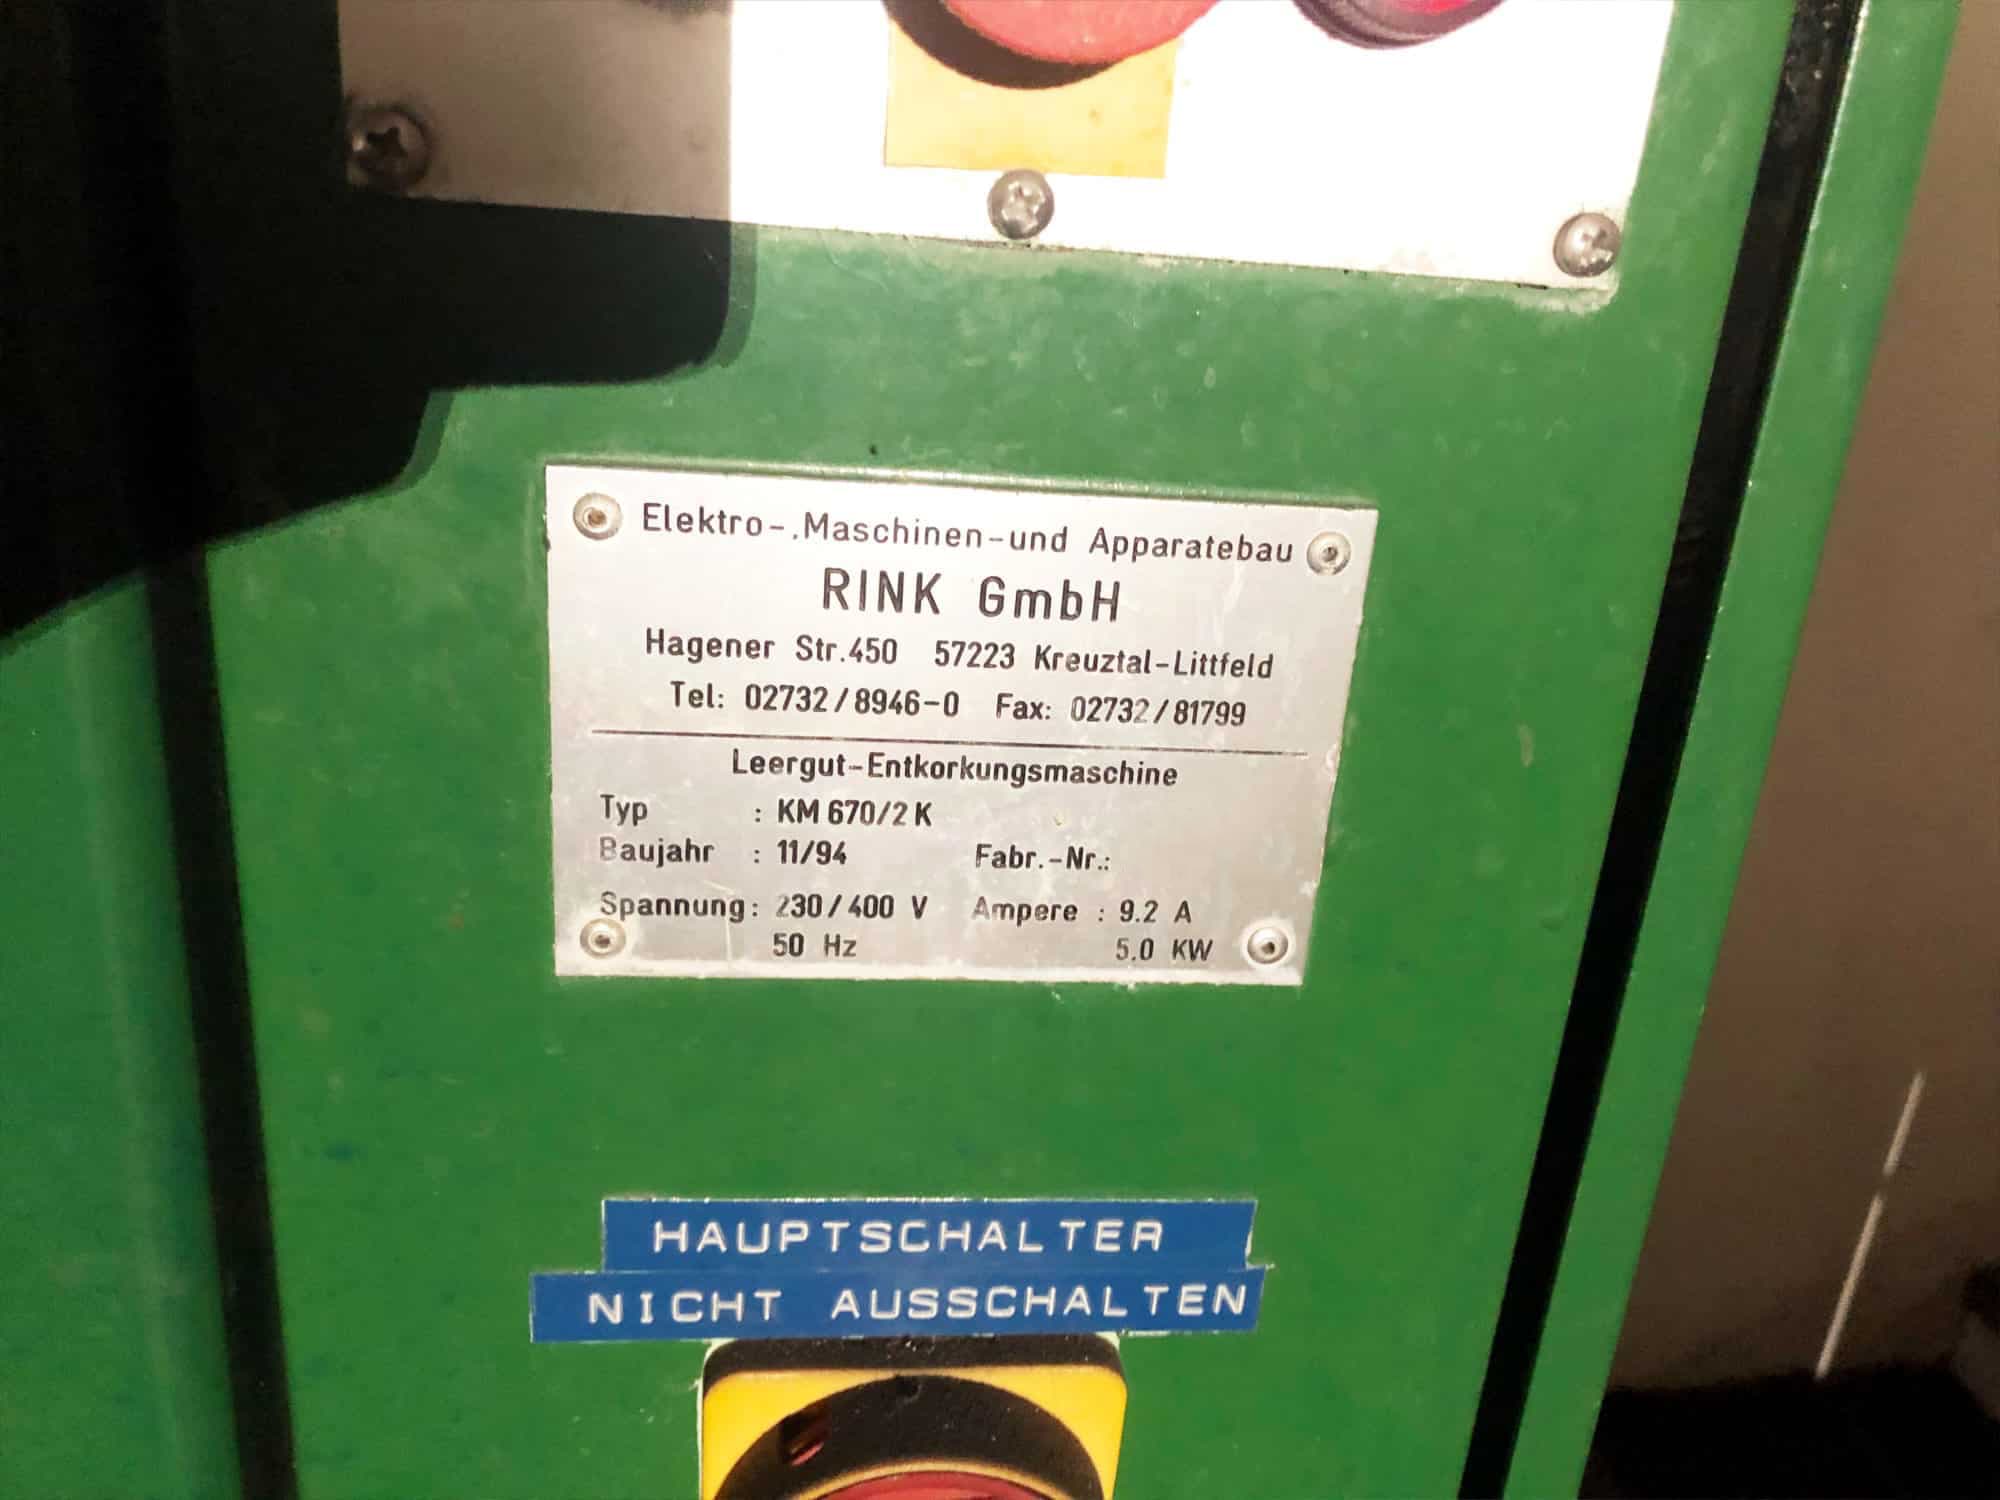 Elektro-.Maschinen-und Apparatebau
RINK GmbH
Hagener Str.450 57223 Kreuztal-Littfeld
Tel: 02732/8946-0 Fax: 02732/81799
Leergut-Entkorkungsmaschine
Typ : KM 670/2 K
Baujahr : 11/94 Fabr.-Nr.:
Spannung: 230/400 V Ampere : 9.2 A
50 Hz 5.0 KW
HAUPTSCHALTER
NICHT AUSSCHALTEN